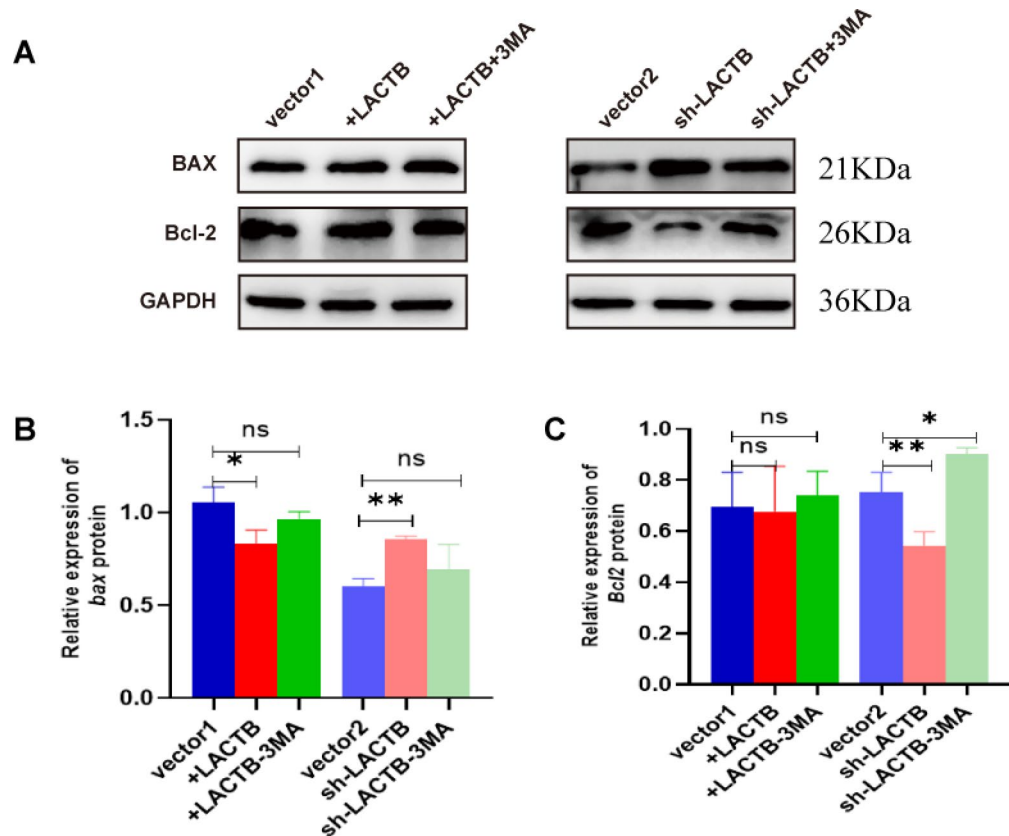 A
vector1
+LACTB
+LACTB+3MA
vector2
sh-LACTB
sh-LACTB+3MA
BAX
21KDa
Bcl-2
26KDa
GAPDH
36KDa
B
Relative expression of
bax protein
1.5
1.0
0.5
0.0
ns
*
ns
**
vector1
+LACTB
+LACTB-3MA
vector2
sh-LACTB
sh-LACTB-3MA
C
Relative expression of
Bcl2 protein
1.0
0.8
0.6
0.4
0.2
0.0
ns
ns
*
**
vector1
+LACTB
+LACTB-3MA
vector2
sh-LACTB
sh-LACTB-3MA